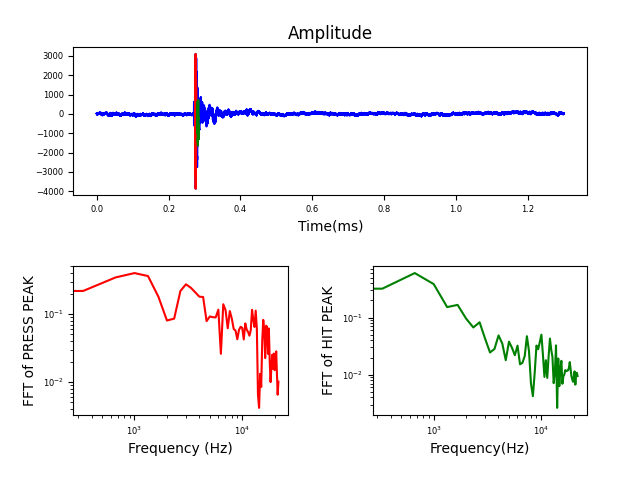 Amplitude
3000
2000
1000
0
−1000
−2000
−3000
−4000
0.0 0.2 0.4 0.6 0.8 1.0 1.2
Time(ms)
FFT of PRESS PEAK
10⁻¹
10⁻²
10³ 10⁴
Frequency (Hz)
FFT of HIT PEAK
10⁻¹
10⁻²
10³ 10⁴
Frequency(Hz)